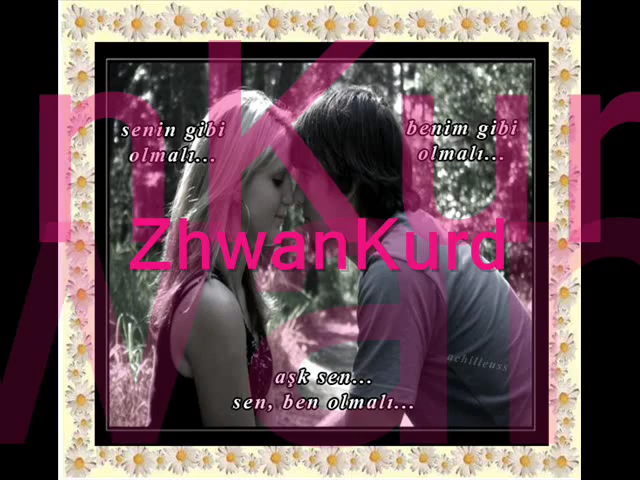 senin gibi
olmalı...
benim gibi
olmalı...
ZhwanKurd
achilleuss
aşk sen...
sen, ben olmalı...